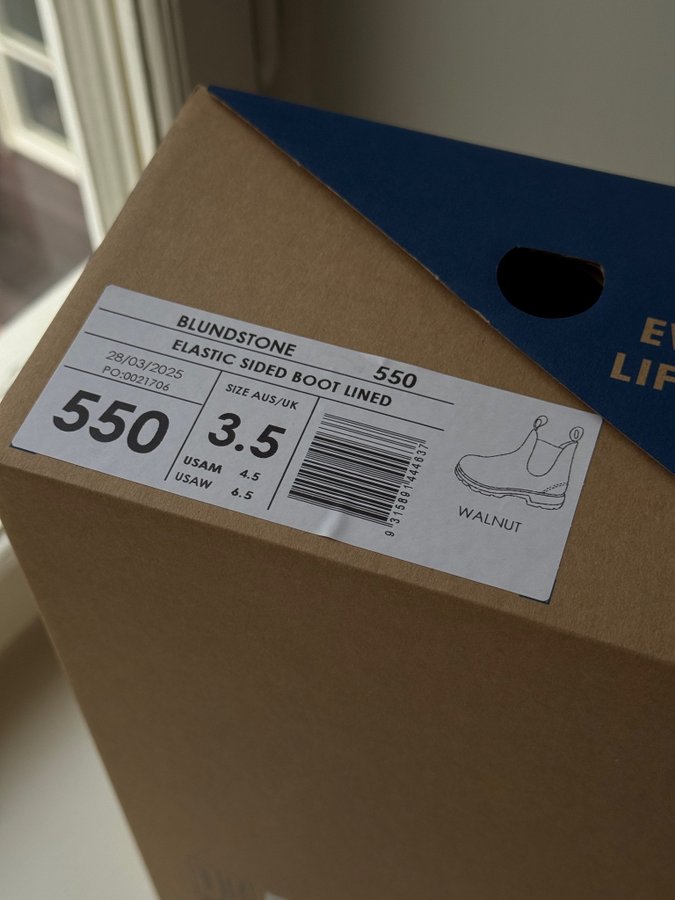 BLUNDSTONE 550
ELASTIC SIDED BOOT LINED
28/03/2025
PO:0021706
550
SIZE AUS/UK
3.5
USAM 4.5
USAW 6.5
9 315891 444637
WALNUT